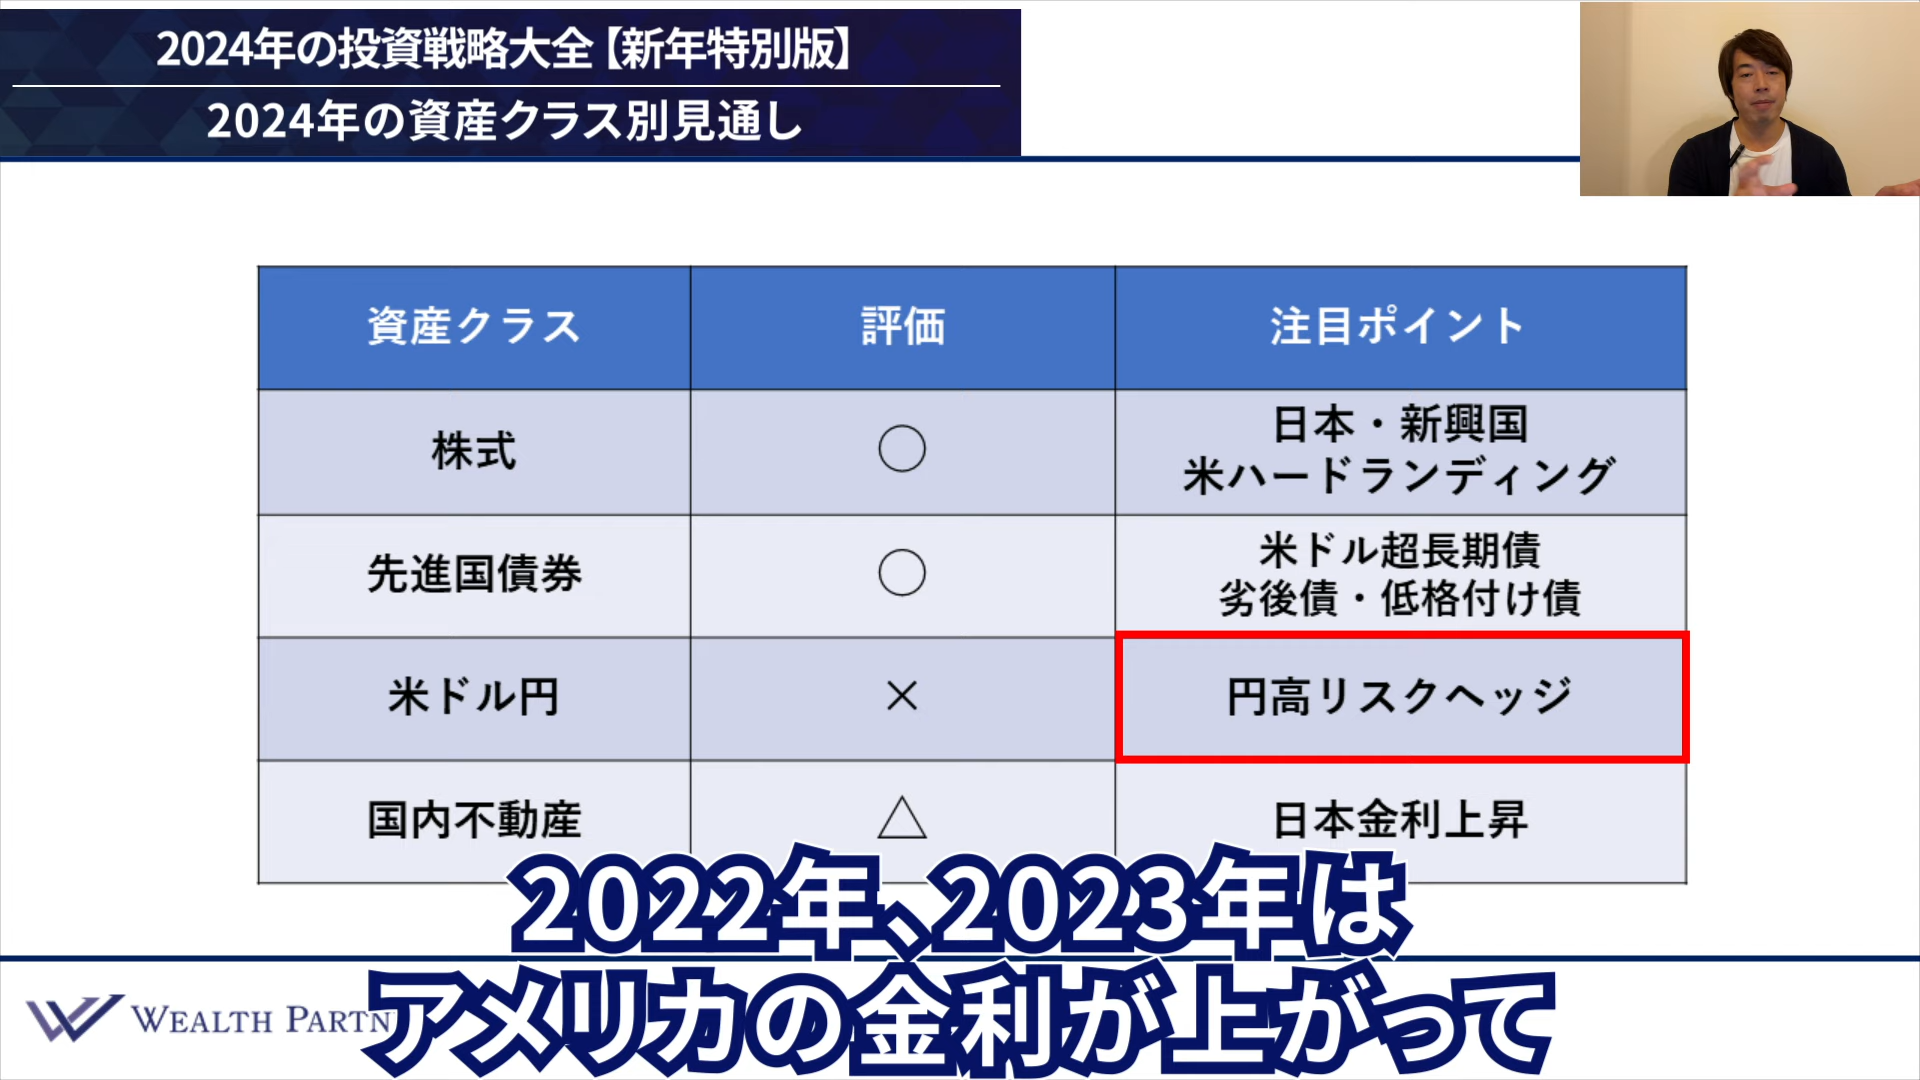 2024年の投資戦略大全【新年特別版】
2024年の資産クラス別見通し
資産クラス 評価 注目ポイント
株式 ○ 日本・新興国
米ハードランディング
先進国債券 ○ 米ドル超長期債
劣後債・低格付け債
米ドル円 × 円高リスクヘッジ
国内不動産 △ 日本金利上昇
2022年、2023年は
アメリカの金利が上がって
WEALTH PARTN